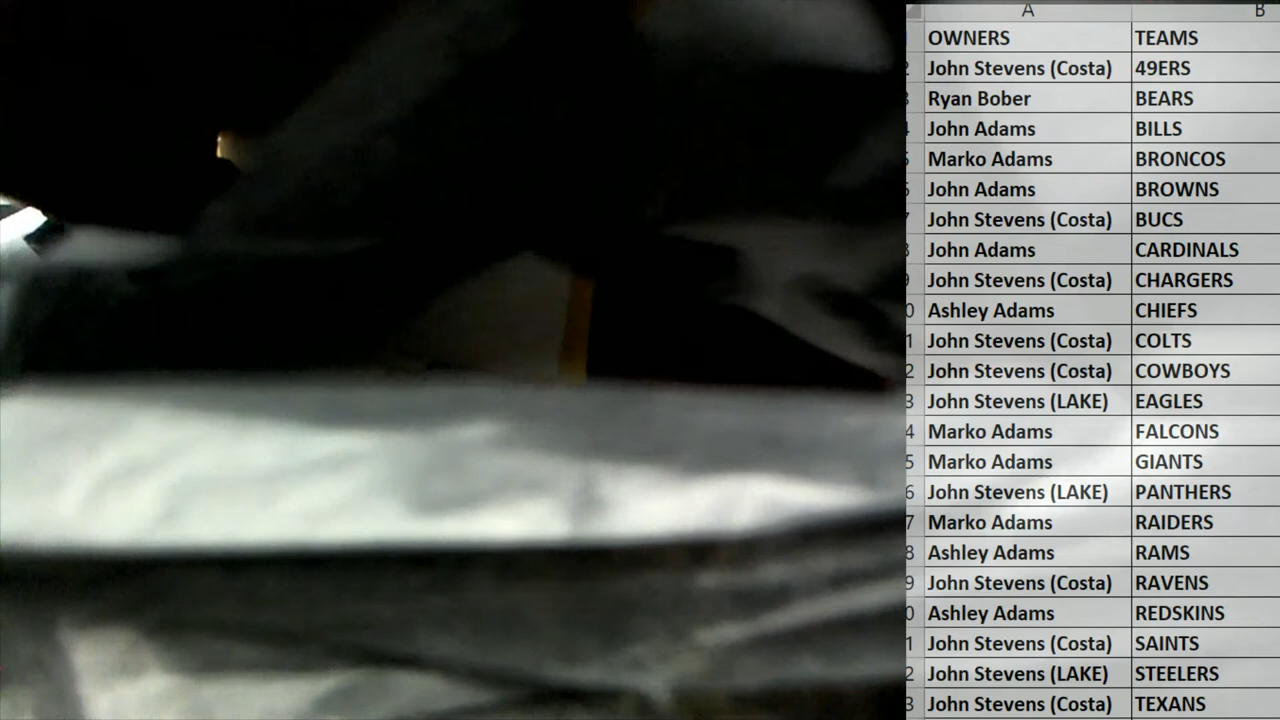 A B
OWNERS TEAMS
John Stevens (Costa) 49ERS
Ryan Bober BEARS
John Adams BILLS
Marko Adams BRONCOS
John Adams BROWNS
John Stevens (Costa) BUCS
John Adams CARDINALS
John Stevens (Costa) CHARGERS
Ashley Adams CHIEFS
John Stevens (Costa) COLTS
John Stevens (Costa) COWBOYS
John Stevens (LAKE) EAGLES
Marko Adams FALCONS
Marko Adams GIANTS
John Stevens (LAKE) PANTHERS
Marko Adams RAIDERS
Ashley Adams RAMS
John Stevens (Costa) RAVENS
Ashley Adams REDSKINS
John Stevens (Costa) SAINTS
John Stevens (LAKE) STEELERS
John Stevens (Costa) TEXANS